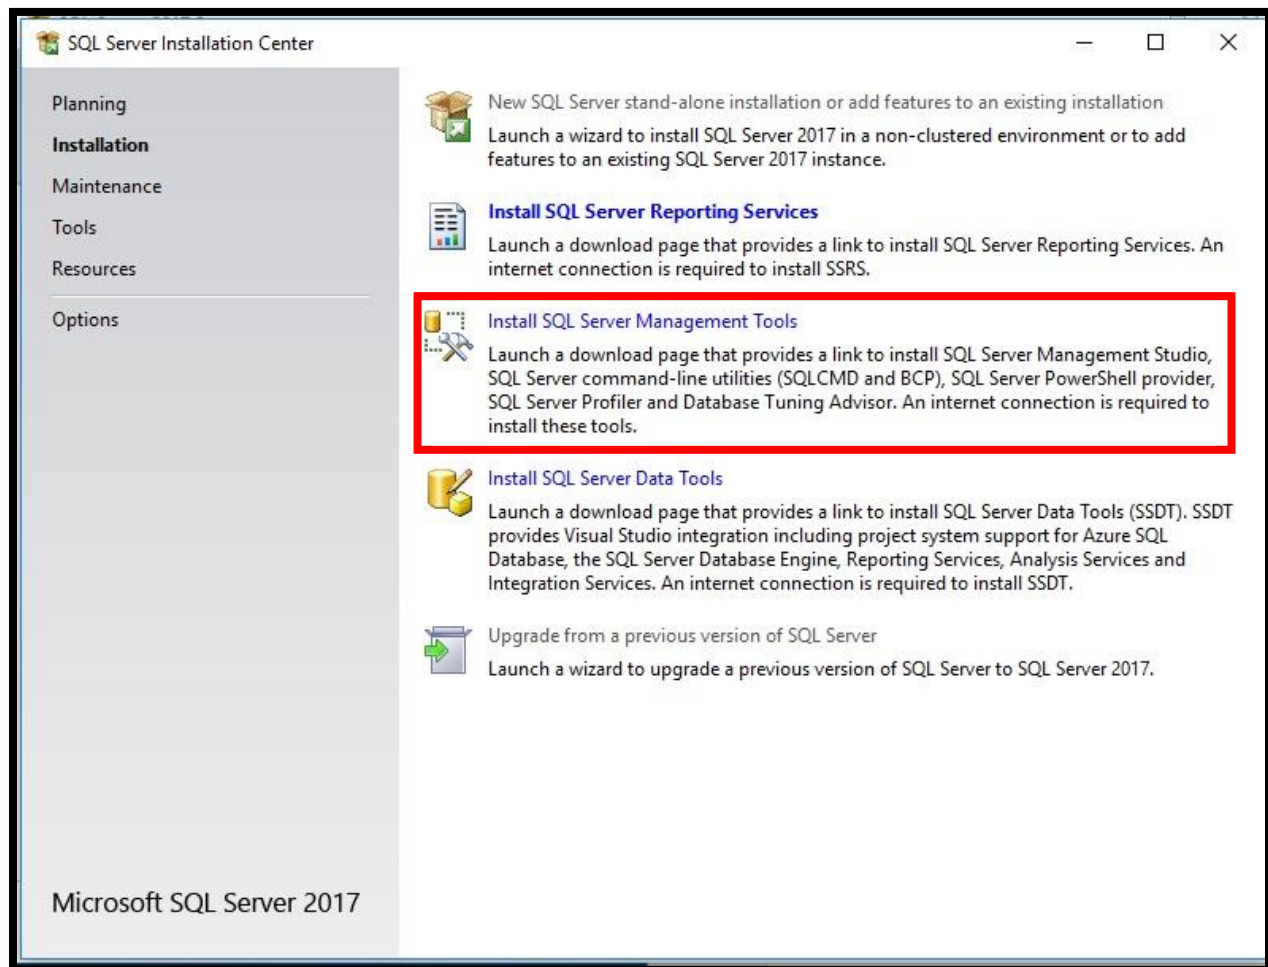 SQL Server Installation Center
Planning
Installation
Maintenance
Tools
Resources
Options
New SQL Server stand-alone installation or add features to an existing installation
Launch a wizard to install SQL Server 2017 in a non-clustered environment or to add
features to an existing SQL Server 2017 instance.
Install SQL Server Reporting Services
Launch a download page that provides a link to install SQL Server Reporting Services. An
internet connection is required to install SSRS.
Install SQL Server Management Tools
Launch a download page that provides a link to install SQL Server Management Studio,
SQL Server command-line utilities (SQLCMD and BCP), SQL Server PowerShell provider,
SQL Server Profiler and Database Tuning Advisor. An internet connection is required to
install these tools.
Install SQL Server Data Tools
Launch a download page that provides a link to install SQL Server Data Tools (SSDT). SSDT
provides Visual Studio integration including project system support for Azure SQL
Database, the SQL Server Database Engine, Reporting Services, Analysis Services and
Integration Services. An internet connection is required to install SSDT.
Upgrade from a previous version of SQL Server
Launch a wizard to upgrade a previous version of SQL Server to SQL Server 2017.
Microsoft SQL Server 2017